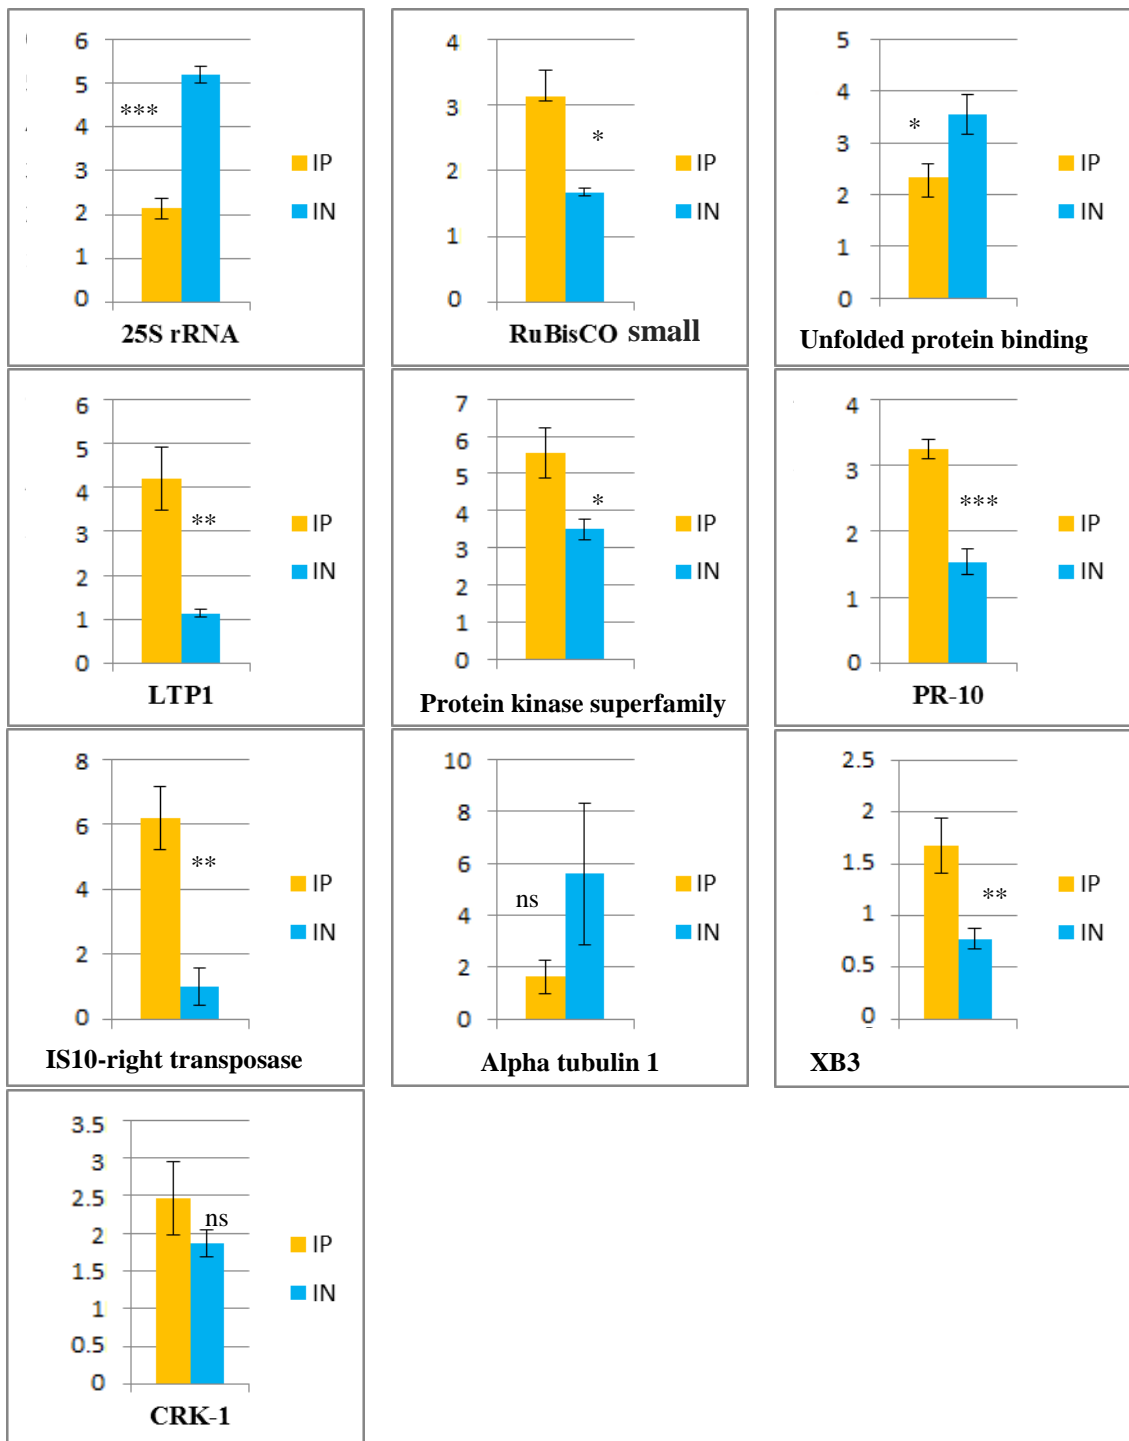 6
5
4
3
2
1
0
***
IP
IN
25S rRNA
4
3
2
1
0
*
IP
IN
RuBisCO small
5
4
3
2
1
0
*
IP
IN
Unfolded protein binding
6
5
4
3
2
1
0
**
IP
IN
LTP1
7
6
5
4
3
2
1
0
*
IP
IN
Protein kinase superfamily
4
3
2
1
0
***
IP
IN
PR-10
8
6
4
2
0
**
IP
IN
IS10-right transposase
10
8
6
4
2
0
ns
IP
IN
Alpha tubulin 1
2.5
2
1.5
1
0.5
0
**
IP
IN
XB3
3.5
3
2.5
2
1.5
1
0.5
0
ns
IP
IN
CRK-1